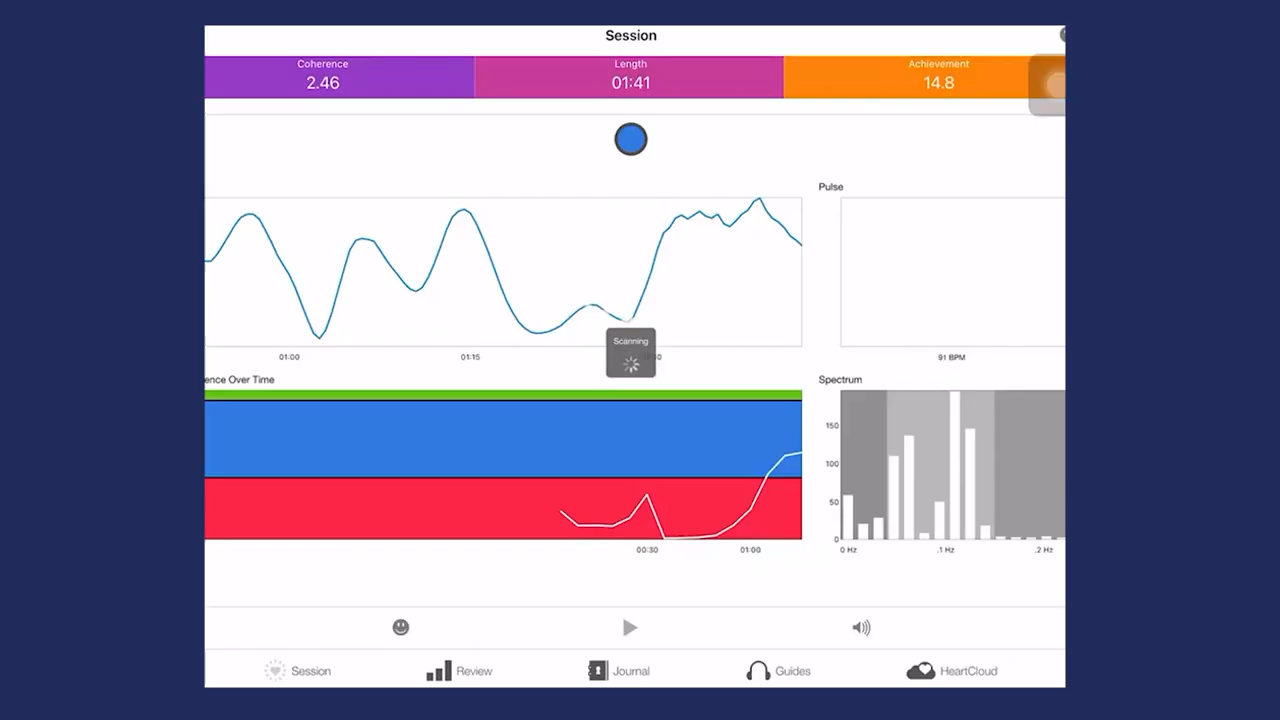 Session
Coherence
2.46
Length
01:41
Achievement
14.8
Pulse
01:00
01:15
:30
91 BPM
Scanning
ence Over Time
00:30
01:00
Spectrum
150
100
50
0
0 Hz
.1 Hz
.2 Hz
Session
Review
Journal
Guides
HeartCloud